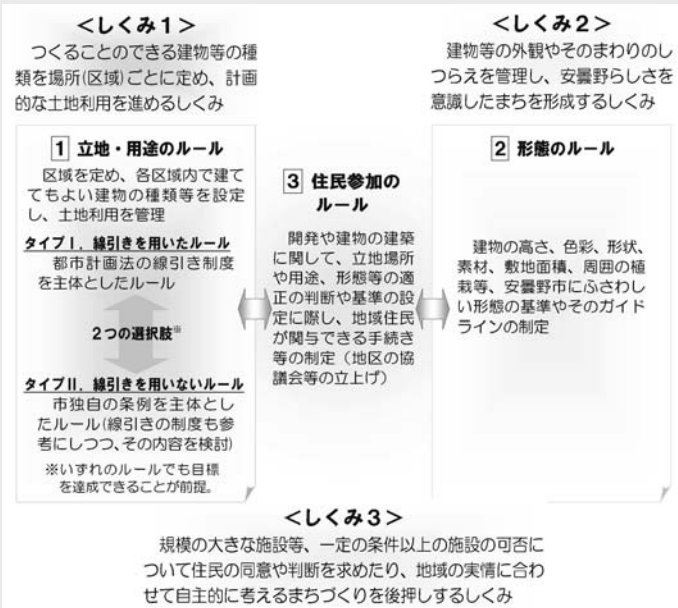 ＜しくみ１＞
つくることのできる建物等の種
類を場所(区域)ごとに定め、計画
的な土地利用を進めるしくみ
＜しくみ２＞
建物等の外観やそのまわりのし
つらえを管理し、安曇野らしさを
意識したまちを形成するしくみ
1 立地・用途のルール
区域を定め、各区域内で建て
てもよい建物の種類等を設定
し、土地利用を管理
タイプⅠ．線引きを用いたルール
都市計画法の線引き制度
を主体としたルール
２つの選択肢※
タイプⅡ．線引きを用いないルール
市独自の条例を主体とし
たルール(線引きの制度も参
考にしつつ、その内容を検討)
※いずれのルールでも目標
を達成できることが前提。
3 住民参加の
ルール
開発や建物の建築
に関して、立地場所
や用途、形態等の適
正の判断や基準の設
定に際し、地域住民
が関与できる手続き
等の制定（地区の協
議会等の立上げ）
2 形態のルール
建物の高さ、色彩、形状、
素材、敷地面積、周囲の植
栽等、安曇野市にふさわし
い形態の基準やそのガイド
ラインの制定
＜しくみ３＞
規模の大きな施設等、一定の条件以上の施設の可否に
ついて住民の同意や判断を求めたり、地域の実情に合わ
せて自主的に考えるまちづくりを後押しするしくみ